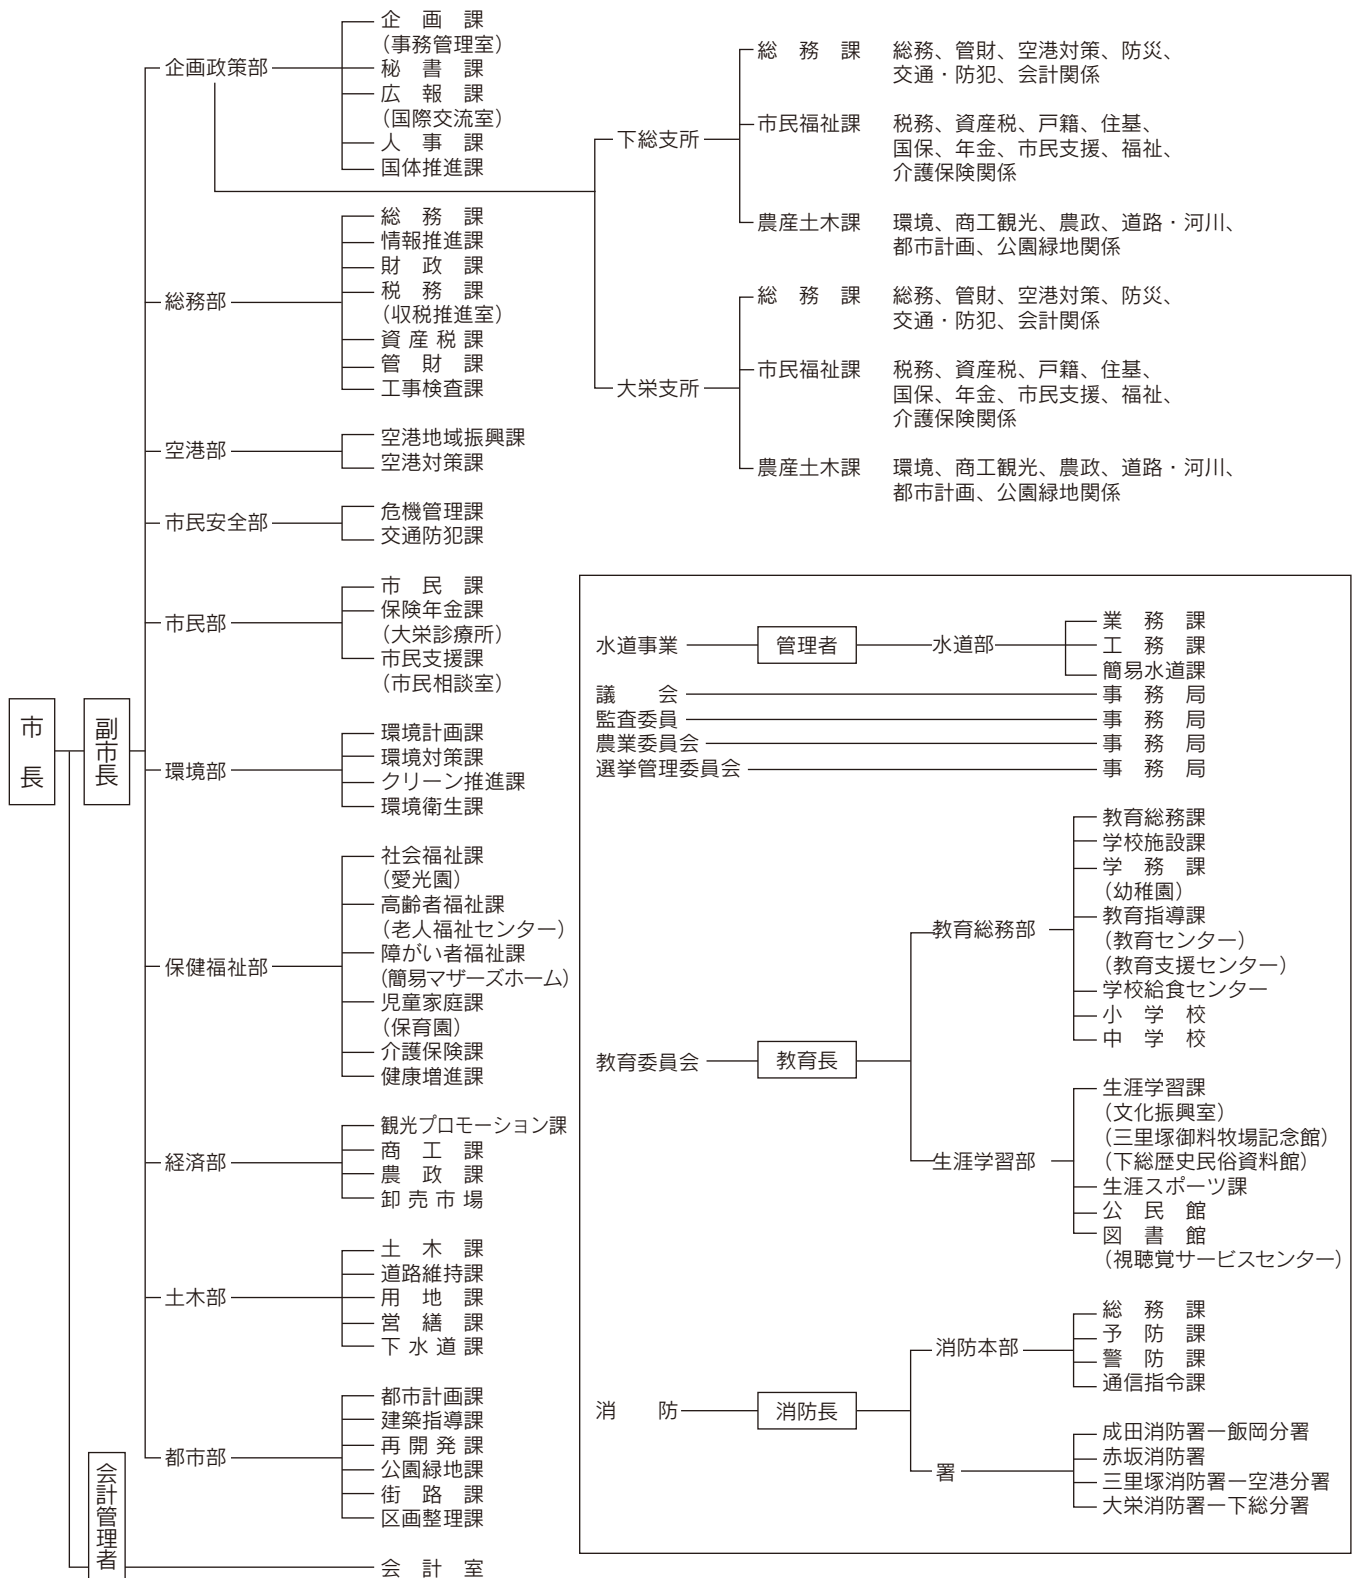 市長
副市長
会計管理者
企画政策部
企画課
(事務管理室)
秘書課
広報課
(国際交流室)
人事課
国体推進課
総務部
総務課
情報推進課
財政課
税務課
(収税推進室)
資産税課
管財課
工事検査課
空港部
空港地域振興課
空港対策課
市民安全部
危機管理課
交通防犯課
市民部
市民課
保険年金課
(大栄診療所)
市民支援課
(市民相談室)
環境部
環境計画課
環境対策課
クリーン推進課
環境衛生課
保健福祉部
社会福祉課
(愛光園)
高齢者福祉課
(老人福祉センター)
障がい者福祉課
(簡易マザーズホーム)
児童家庭課
(保育園)
介護保険課
健康増進課
経済部
観光プロモーション課
商工課
農政課
卸売市場
土木部
土木課
道路維持課
用地課
営繕課
下水道課
都市部
都市計画課
建築指導課
再開発課
公園緑地課
街路課
区画整理課
会計室
下総支所
総務課 総務、管財、空港対策、防災、
交通・防犯、会計関係
市民福祉課 税務、資産税、戸籍、住基、
国保、年金、市民支援、福祉、
介護保険関係
農産土木課 環境、商工観光、農政、道路・河川、
都市計画、公園緑地関係
大栄支所
総務課 総務、管財、空港対策、防災、
交通・防犯、会計関係
市民福祉課 税務、資産税、戸籍、住基、
国保、年金、市民支援、福祉、
介護保険関係
農産土木課 環境、商工観光、農政、道路・河川、
都市計画、公園緑地関係
水道事業 管理者 水道部
業務課
工務課
簡易水道課
議会 事務局
監査委員 事務局
農業委員会 事務局
選挙管理委員会 事務局
教育委員会 教育長
教育総務部
教育総務課
学校施設課
学務課
(幼稚園)
教育指導課
(教育センター)
(教育支援センター)
学校給食センター
小学校
中学校
生涯学習部
生涯学習課
(文化振興室)
(三里塚御料牧場記念館)
(下総歴史民俗資料館)
生涯スポーツ課
公民館
図書館
(視聴覚サービスセンター)
消防 消防長
消防本部
総務課
予防課
警防課
通信指令課
署
成田消防署ー飯岡分署
赤坂消防署
三里塚消防署ー空港分署
大栄消防署ー下総分署